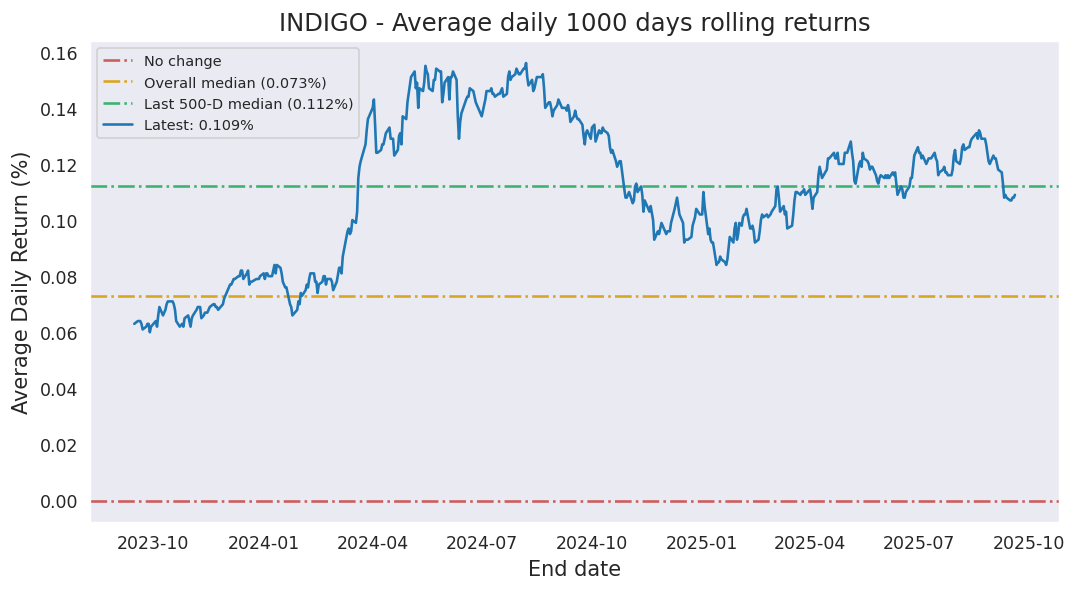 INDIGO - Average daily 1000 days rolling returns
No change
Overall median (0.073%)
Last 500-D median (0.112%)
Latest: 0.109%
Average Daily Return (%)
0.16
0.14
0.12
0.10
0.08
0.06
0.04
0.02
0.00
2023-10 2024-01 2024-04 2024-07 2024-10 2025-01 2025-04 2025-07 2025-10
End date